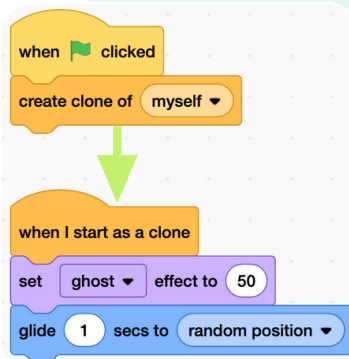 when clicked
create clone of myself
when I start as a clone
set ghost effect to 50
glide 1 secs to random position